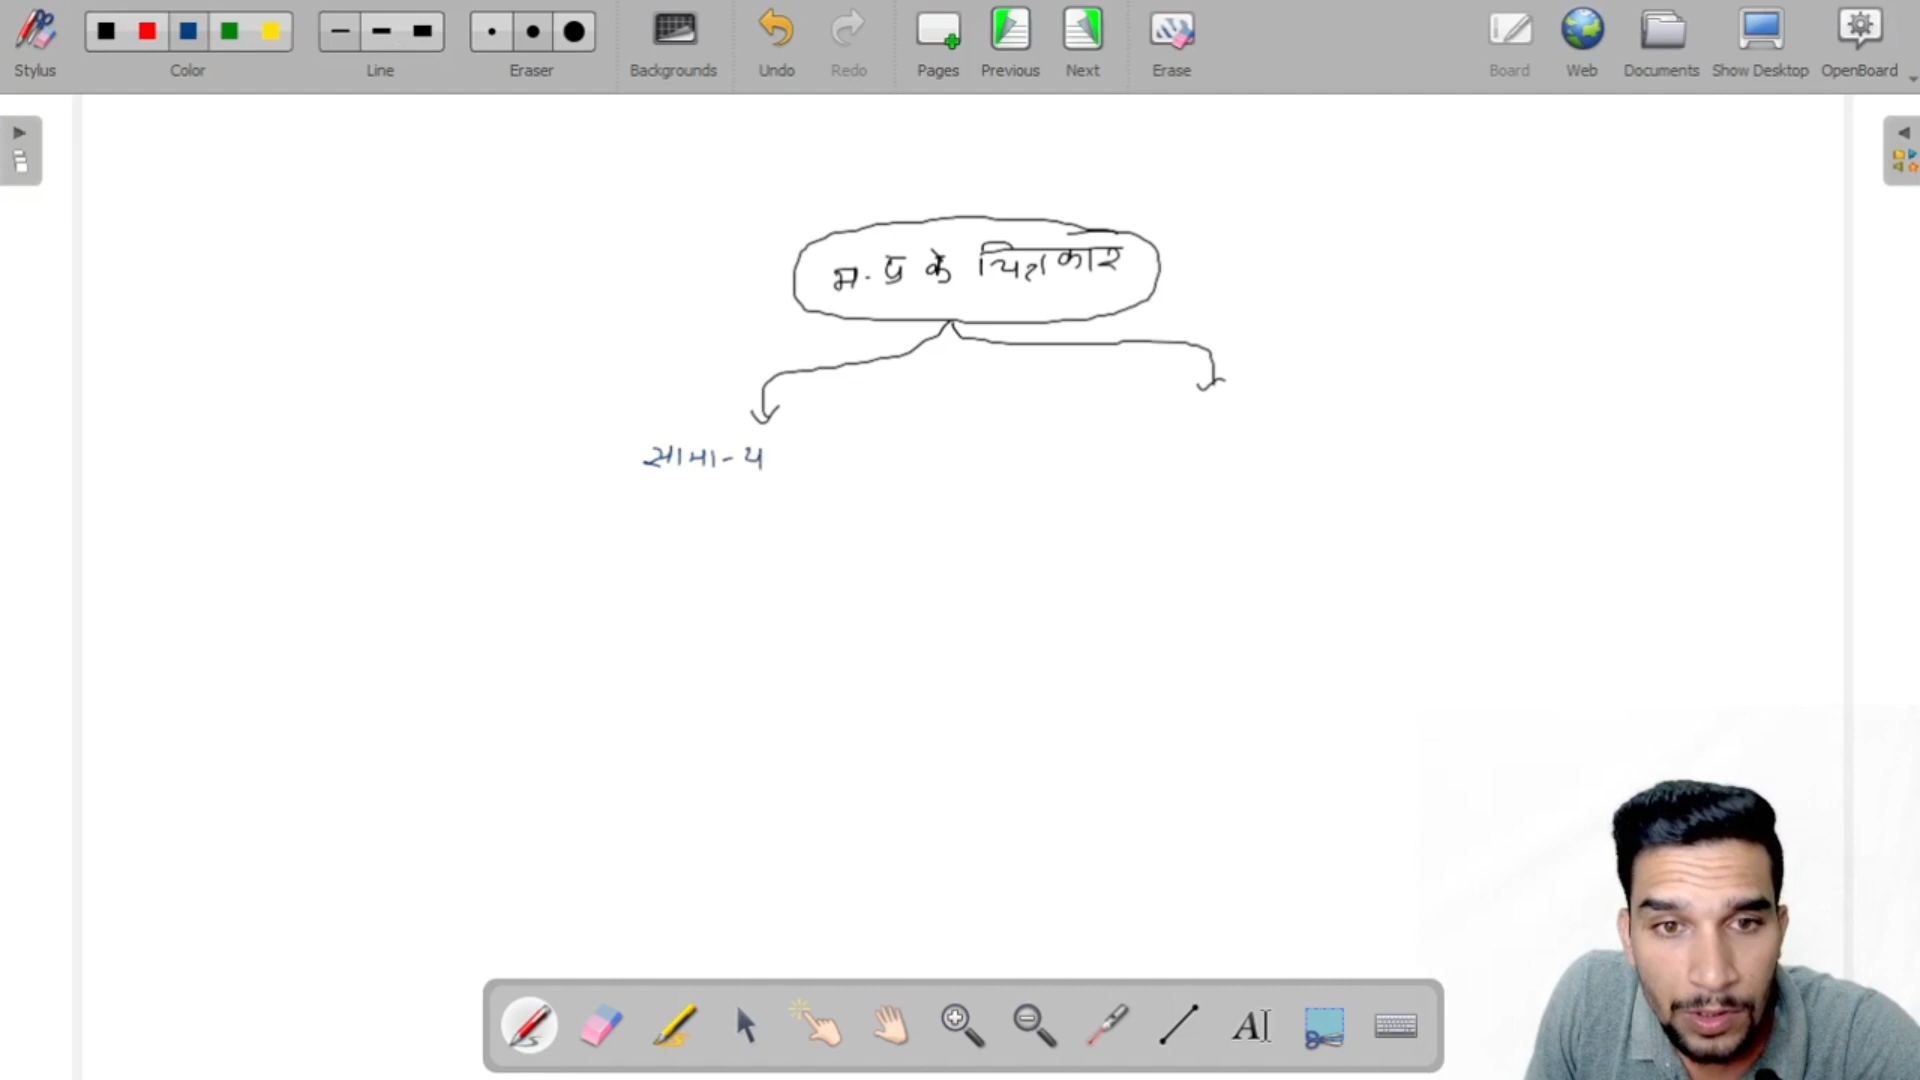 Stylus
Color
Line
Eraser
Backgrounds
Undo
Redo
Pages
Previous
Next
Erase
Board
Web
Documents
Show Desktop
OpenBoard
म. प्र के चित्रकार
सामान्य